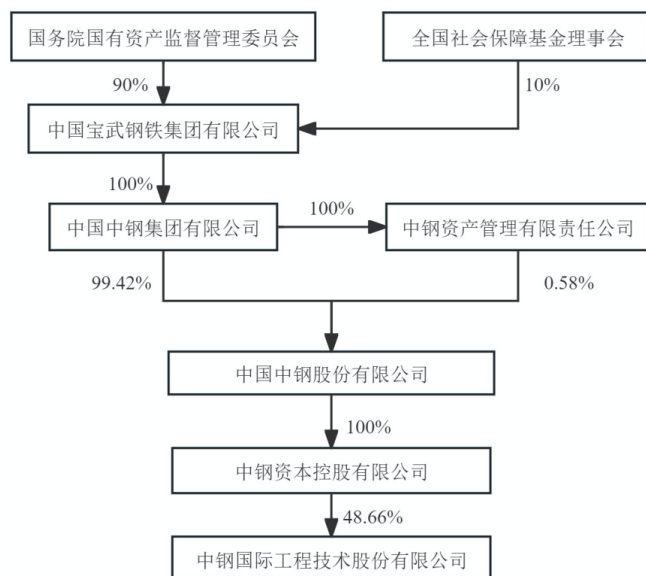 国务院国有资产监督管理委员会
全国社会保障基金理事会
90%
10%
中国宝武钢铁集团有限公司
100%
中国中钢集团有限公司
100%
中钢资产管理有限责任公司
99.42%
0.58%
中国中钢股份有限公司
100%
中钢资本控股有限公司
48.66%
中钢国际工程技术股份有限公司